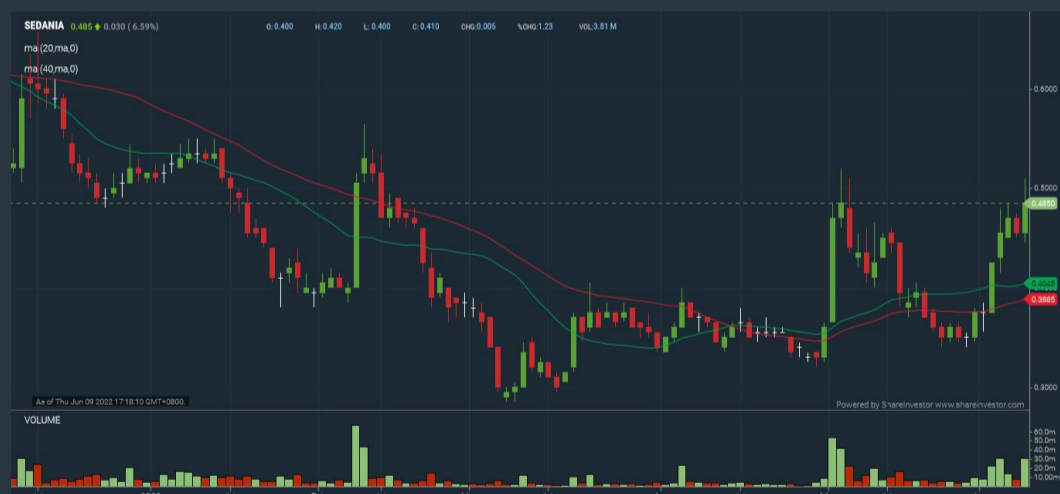 SEDANIA 0.485 0.030 ( 6.59%) O: 0.400 H: 0.420 L: 0.400 C: 0.410 CHG:0.005 %CHG:1.23 VOL:3.81 M
ma (20,ma,0)
ma (40,ma,0)
0.6000
0.5000
0.4850
0.4045
0.3885
0.3000
As of Thu Jun 09 2022 17:18:10 GMT+0800.
Powered by ShareInvestor www.shareinvestor.com
VOLUME
60.0m
50.0m
40.0m
30.0m
20.0m
10.00m